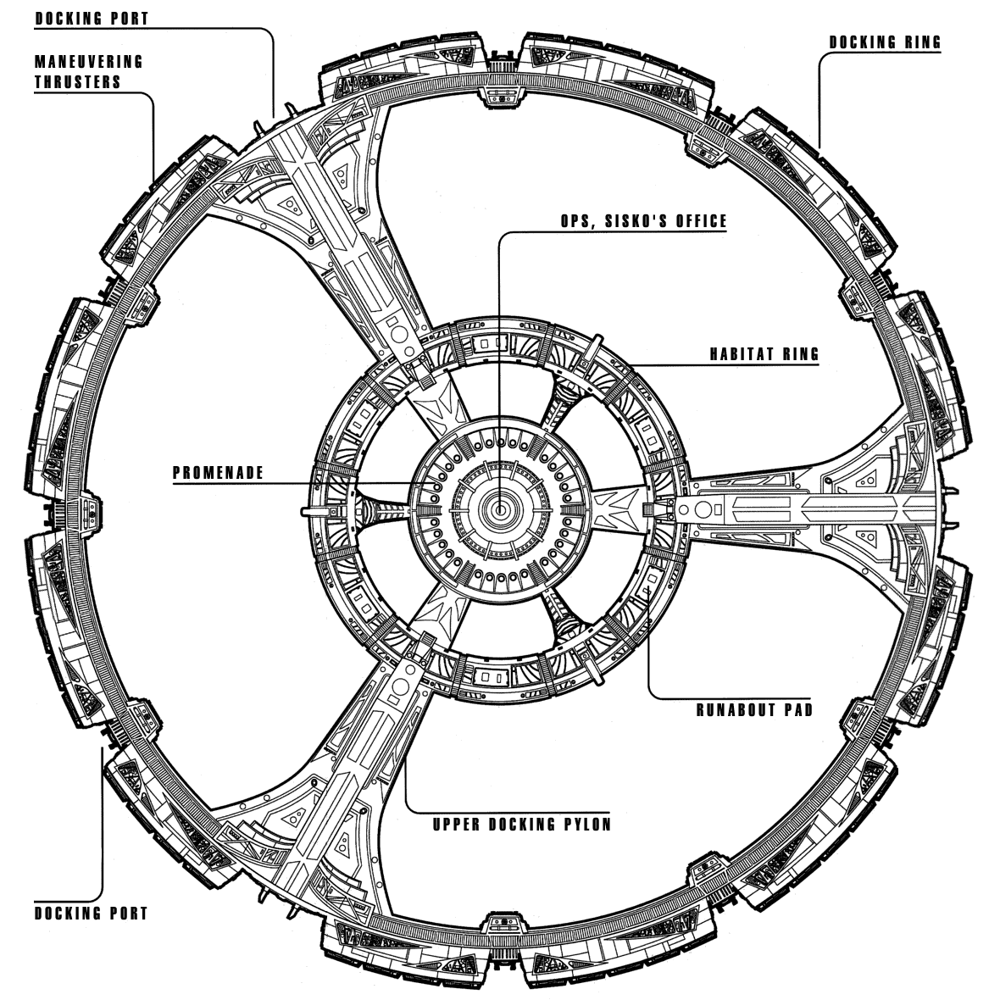 DOCKING PORT
MANEUVERING
THRUSTERS
DOCKING RING
OPS, SISKO'S OFFICE
HABITAT RING
PROMENADE
RUNABOUT PAD
UPPER DOCKING PYLON
DOCKING PORT